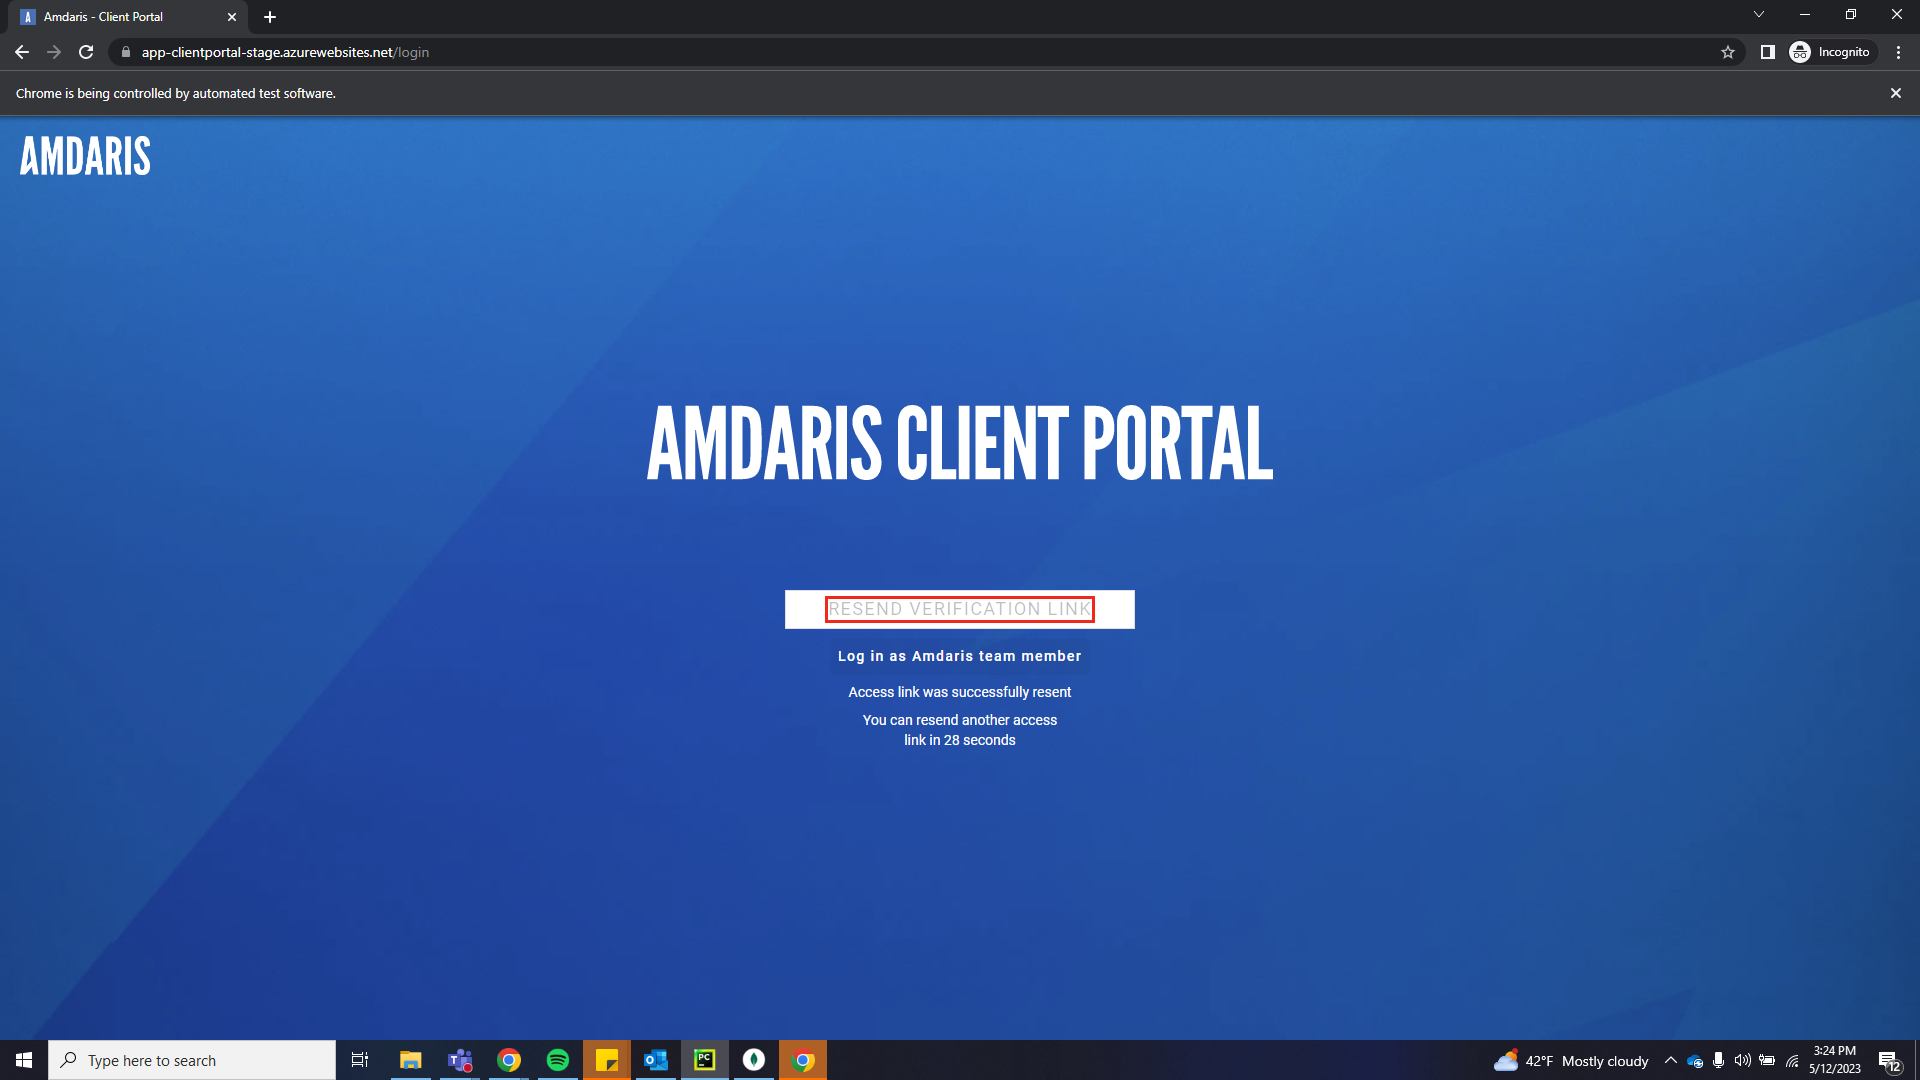 Amdaris - Client Portal
app-clientportal-stage.azurewebsites.net/login
Incognito
Chrome is being controlled by automated test software.
AMDARIS
AMDARIS CLIENT PORTAL
RESEND VERIFICATION LINK
Log in as Amdaris team member
Access link was successfully resent
You can resend another access
link in 28 seconds
Type here to search
PC
42°F Mostly cloudy
3:24 PM
5/12/2023
12